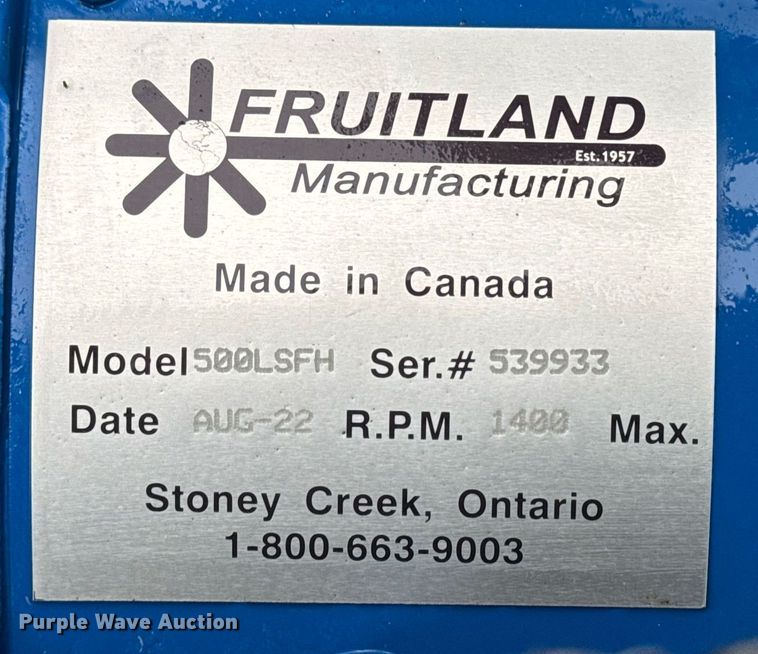 FRUITLAND
Est.1957
Manufacturing
Made in Canada
Model 500LSFH Ser.# 539933
Date AUG-22 R.P.M. 1400 Max.
Stoney Creek, Ontario
1-800-663-9003
Purple Wave Auction